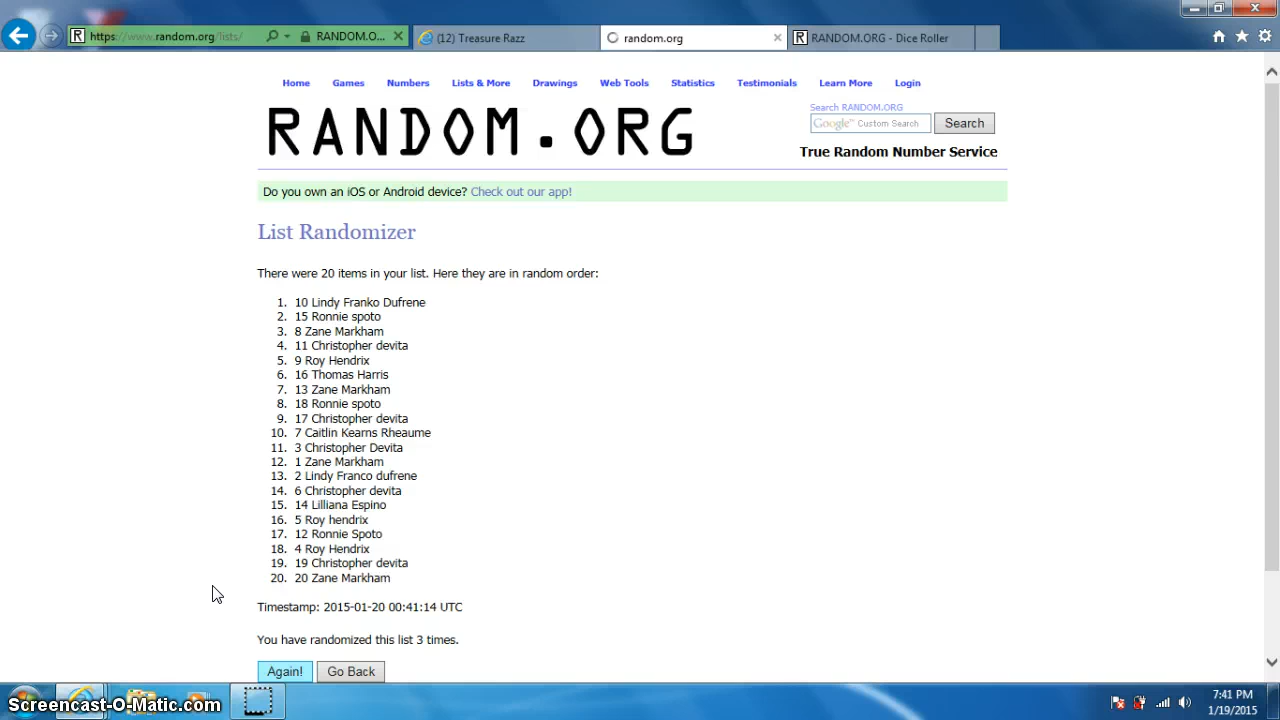 https://www.random.org/lists/
RANDOM.O...
(12) Treasure Razz
random.org
RANDOM.ORG - Dice Roller
Home Games Numbers Lists & More Drawings Web Tools Statistics Testimonials Learn More Login
RANDOM.ORG
Search RANDOM.ORG
Google™ Custom Search
Search
True Random Number Service
Do you own an iOS or Android device? Check out our app!
List Randomizer
There were 20 items in your list. Here they are in random order:
1. 10 Lindy Franko Dufrene
2. 15 Ronnie spoto
3. 8 Zane Markham
4. 11 Christopher devita
5. 9 Roy Hendrix
6. 16 Thomas Harris
7. 13 Zane Markham
8. 18 Ronnie spoto
9. 17 Christopher devita
10. 7 Caitlin Kearns Rheaume
11. 3 Christopher Devita
12. 1 Zane Markham
13. 2 Lindy Franco dufrene
14. 6 Christopher devita
15. 14 Lilliana Espino
16. 5 Roy hendrix
17. 12 Ronnie Spoto
18. 4 Roy Hendrix
19. 19 Christopher devita
20. 20 Zane Markham
Timestamp: 2015-01-20 00:41:14 UTC
You have randomized this list 3 times.
Again!
Go Back
Screencast-O-Matic.com
7:41 PM
1/19/2015